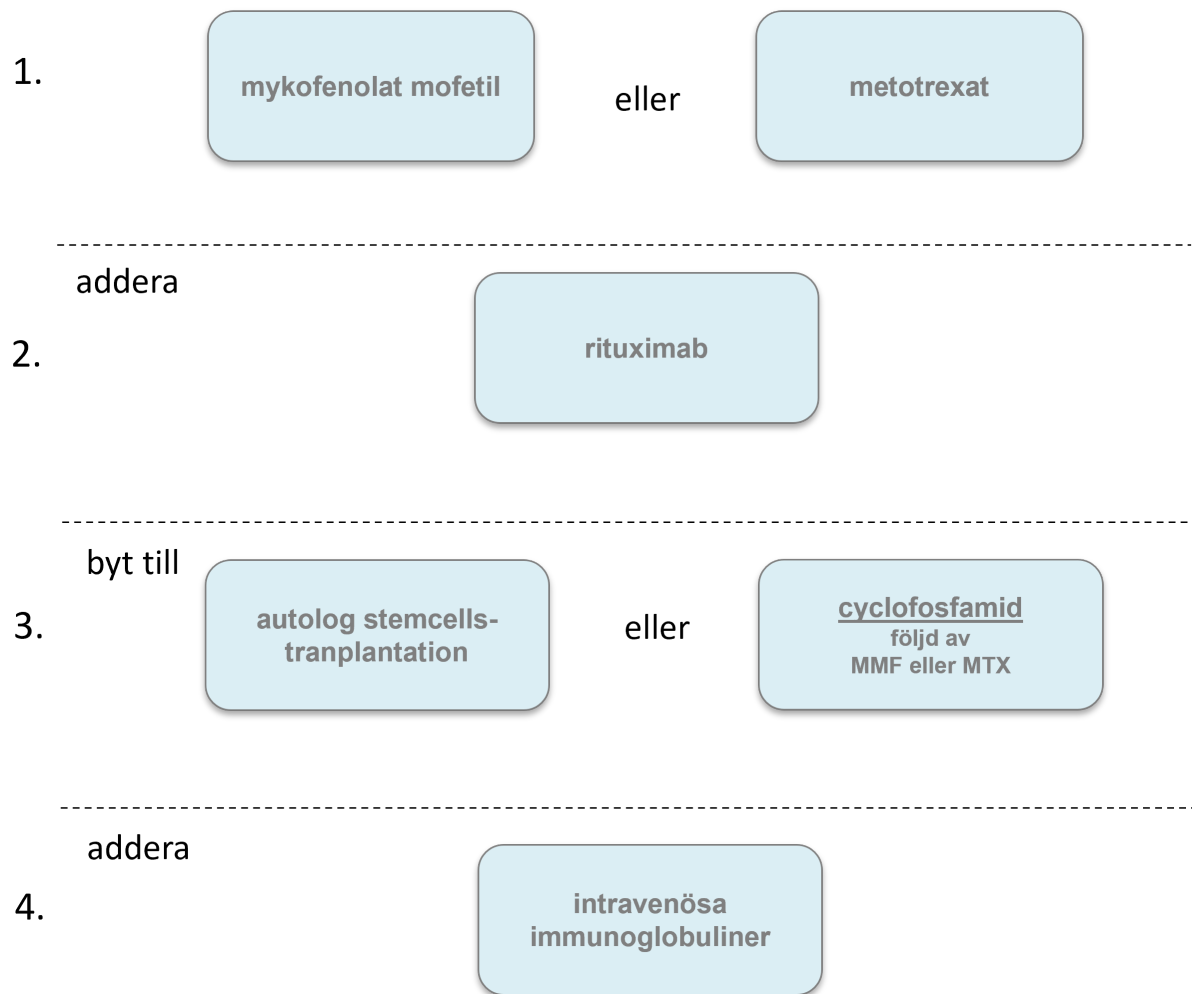 1.
mykofenolat mofetil
eller
metotrexat
addera
2.
rituximab
byt till
3.
autolog stemcells-
tranplantation
eller
cyclofosfamid
följd av
MMF eller MTX
addera
4.
intravenösa
immunoglobuliner